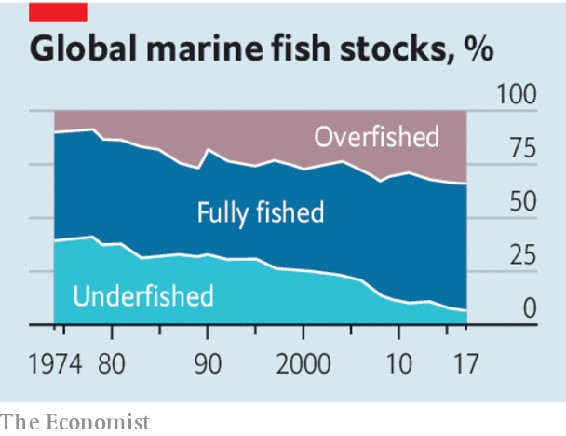 Global marine fish stocks, %
100
Overfished
75
Fully fished
50
25
Underfished
0
1974 80 90 2000 10 17
The Economist